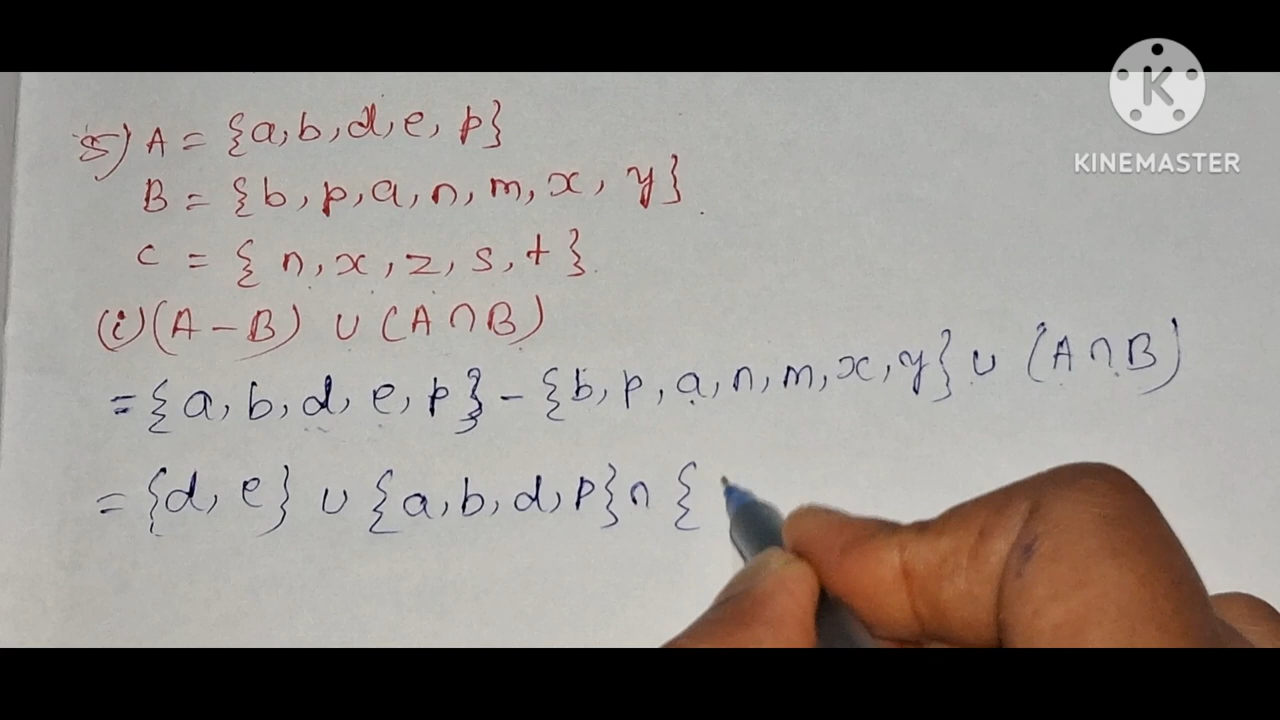 5) A = {a, b, d, e, p}
B = {b, p, a, n, m, x, y}
C = {n, x, z, s, t}
(i) (A - B) ∪ (A ∩ B)
= {a, b, d, e, p} - {b, p, a, n, m, x, y} ∪ (A ∩ B)
= {d, e} ∪ {a, b, d, p} ∩ {
KINEMASTER